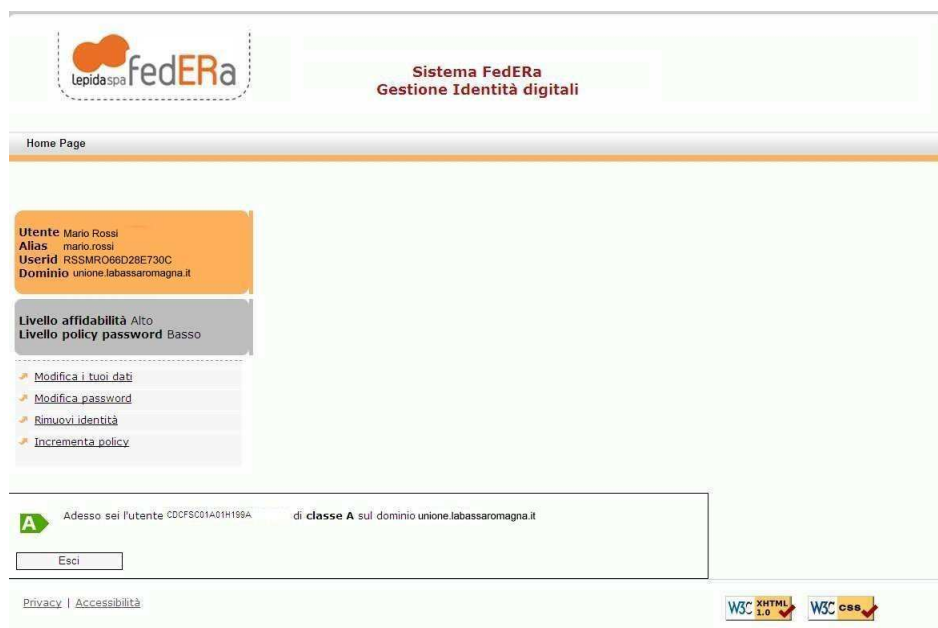 lepidaspa fedERa
Sistema FedERa
Gestione Identità digitali
Home Page
Utente Mario Rossi
Alias mario.rossi
Userid RSSMRO66D28E730C
Dominio unione.labassaromagna.it
Livello affidabilità Alto
Livello policy password Basso
Modifica i tuoi dati
Modifica password
Rimuovi identità
Incrementa policy
A Adesso sei l'utente CDCFSC01A01H199A di classe A sul dominio unione.labassaromagna.it
Esci
Privacy | Accessibilità
W3C XHTML 1.0
W3C css